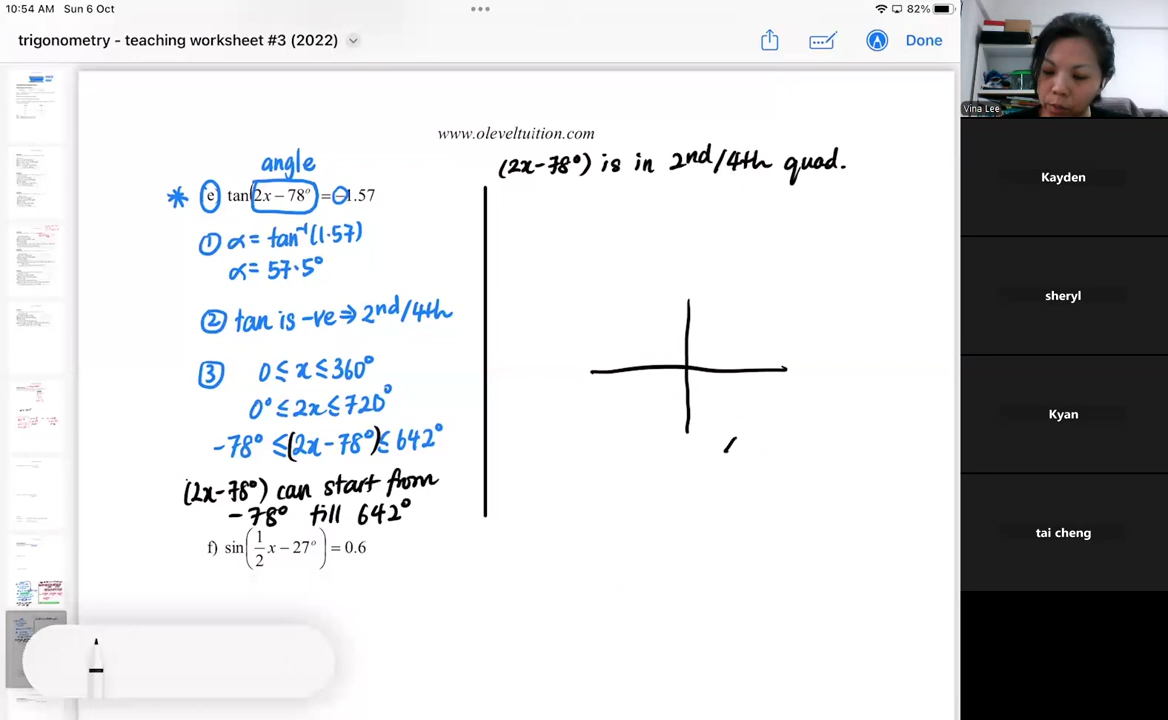 10:54 AM Sun 6 Oct
82%
trigonometry - teaching worksheet #3 (2022)
Done
www.oleveltuition.com
angle
* e tan(2x – 78°) = –1.57
① α = tan⁻¹(1.57)
α = 57.5°
② tan is -ve ⇒ 2nd/4th
③ 0 ≤ x ≤ 360°
0° ≤ 2x ≤ 720°
-78° ≤ (2x - 78°) ≤ 642°
(2x-78°) can start from
-78° till 642°
f) sin(1/2 x – 27°) = 0.6
(2x-78°) is in 2nd/4th quad.
Vina Lee
Kayden
sheryl
Kyan
tai cheng